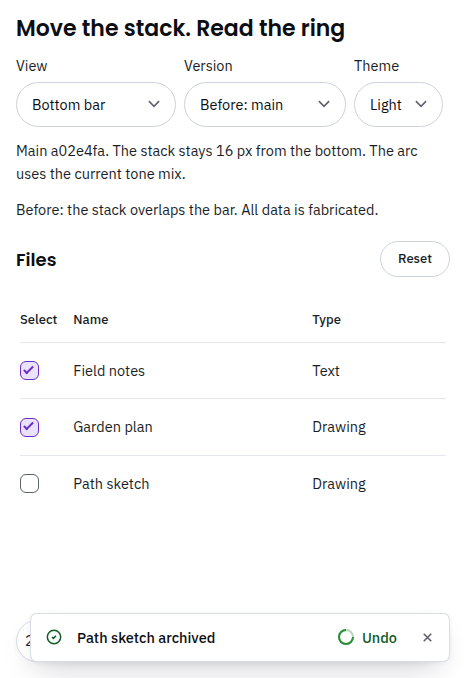 Move the stack. Read the ring
View Version Theme
Bottom bar Before: main Light
Main a02e4fa. The stack stays 16 px from the bottom. The arc
uses the current tone mix.
Before: the stack overlaps the bar. All data is fabricated.
Files Reset
Select Name Type
Field notes Text
Garden plan Drawing
Path sketch Drawing
Path sketch archived Undo